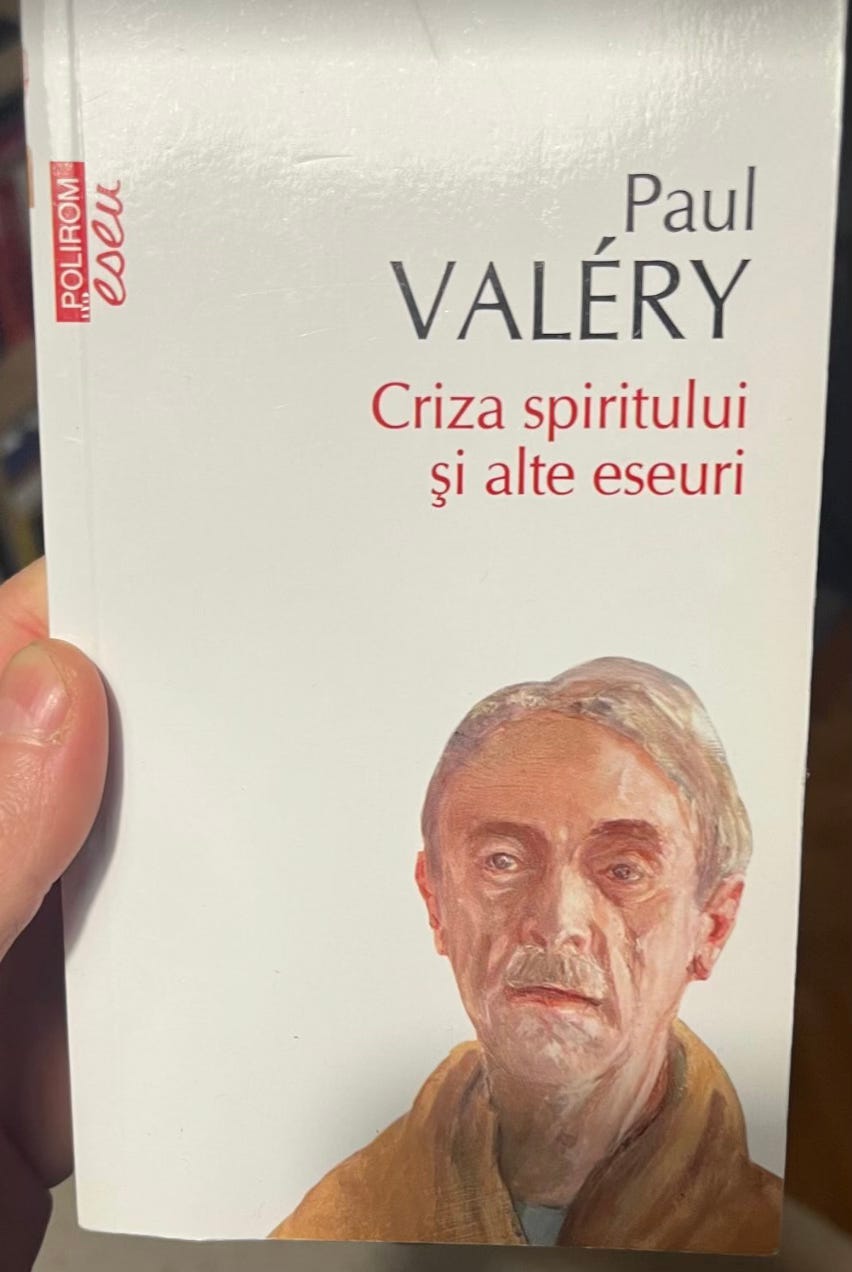 POLIROM
eseu
Paul
VALÉRY
Criza spiritului
şi alte eseuri